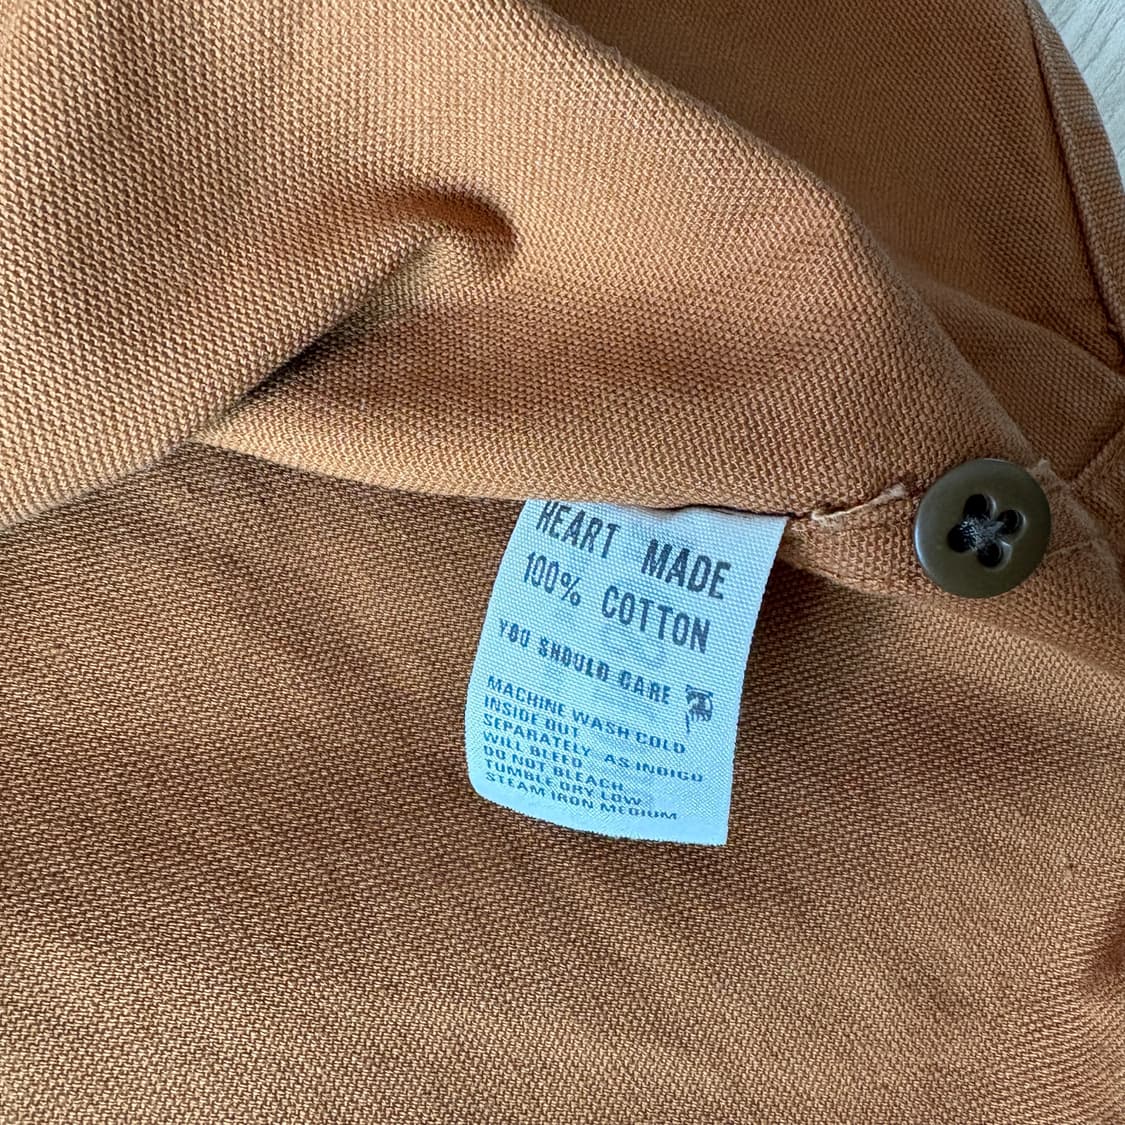 HEART MADE
100% COTTON
YOU SHOULD CARE
MACHINE WASH COLD
INSIDE OUT
SEPARATELY AS INDIGO
WILL BLEED
DO NOT BLEACH
TUMBLE DRY LOW
STEAM IRON MEDIUM